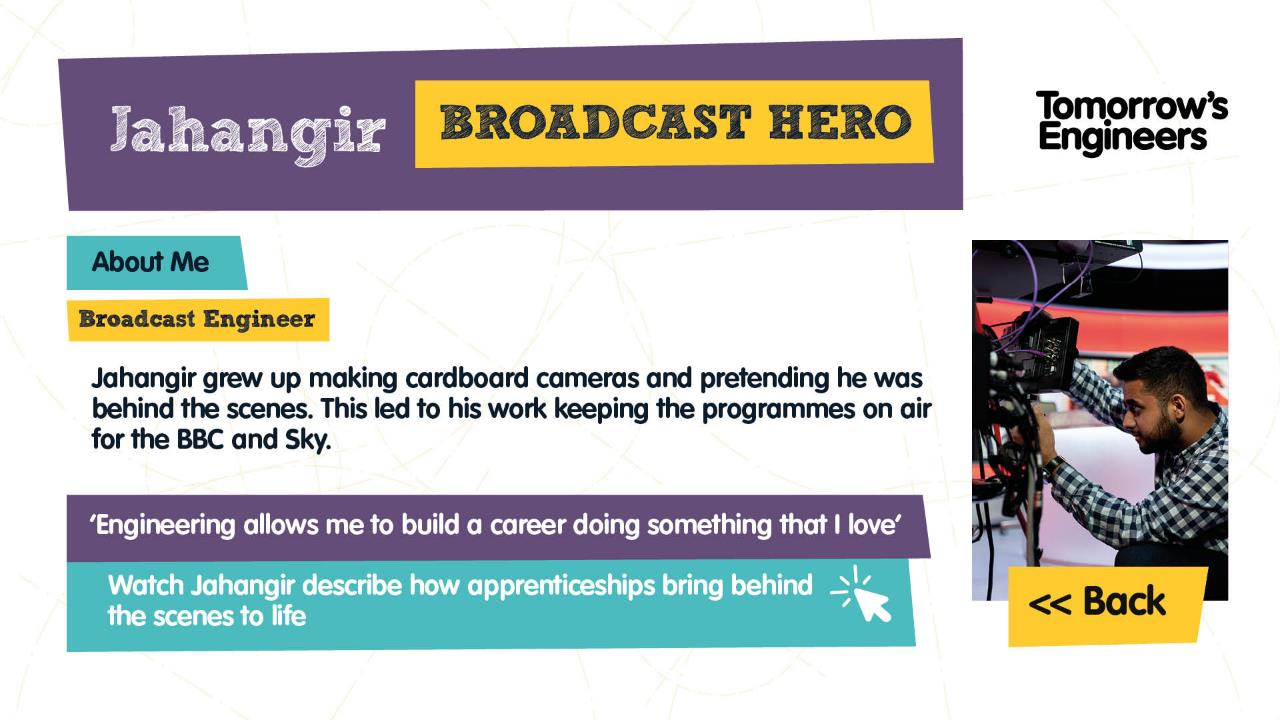 Jahangir BROADCAST HERO
Tomorrow's
Engineers
About Me
Broadcast Engineer
Jahangir grew up making cardboard cameras and pretending he was
behind the scenes. This led to his work keeping the programmes on air
for the BBC and Sky.
‘Engineering allows me to build a career doing something that I love’
Watch Jahangir describe how apprenticeships bring behind
the scenes to life
<< Back